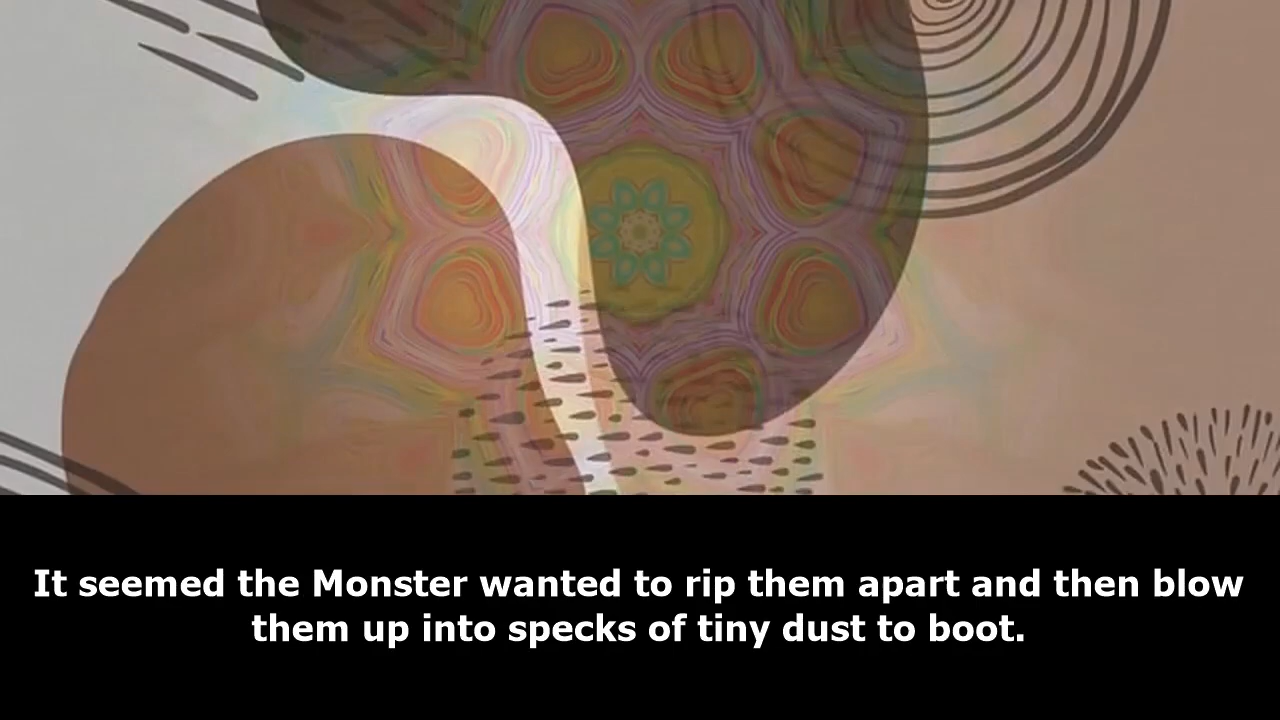 It seemed the Monster wanted to rip them apart and then blow
them up into specks of tiny dust to boot.